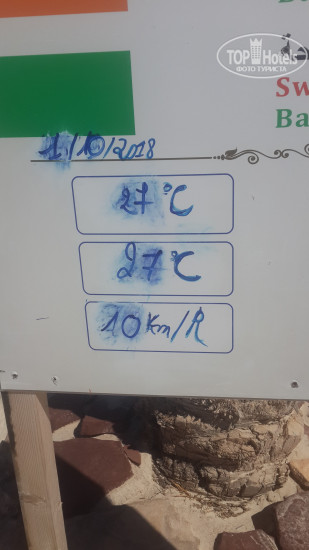 TOP Hotels
ФОТО ТУРИСТА
Sw
Ba
1/10/2018
27°C
27°C
10 Km/R